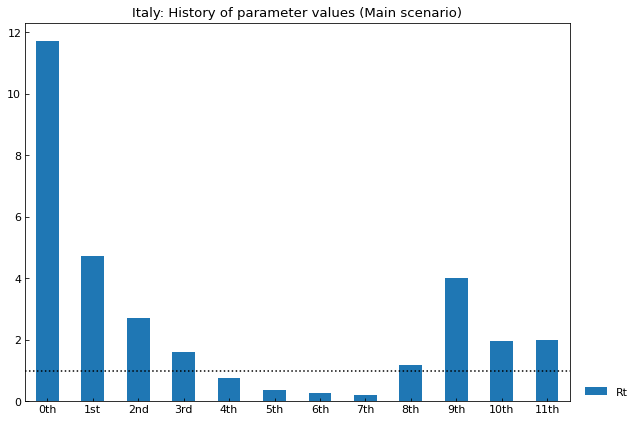 Italy: History of parameter values (Main scenario)
12
10
8
6
4
2
0
0th 1st 2nd 3rd 4th 5th 6th 7th 8th 9th 10th 11th
Rt